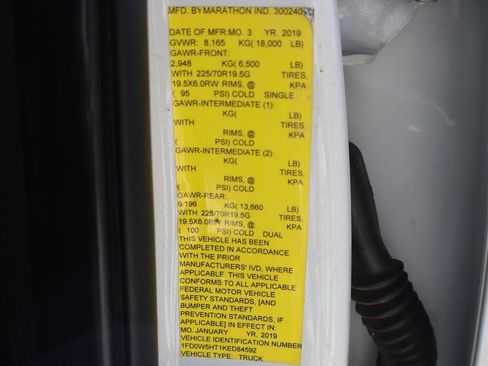 MFD. BY MARATHON IND. 300240
DATE OF MFR: MO. 3 YR. 2019
GVWR: 8,165 KG( 18,000 LB)
GAWR-FRONT:
2,948 KG( 6,500 LB)
WITH 225/70R19.5G TIRES,
19.5X6.0RW RIMS, @ KPA
( 95 PSI) COLD SINGLE
GAWR-INTERMEDIATE (1):
KG( LB)
WITH TIRES,
RIMS, @ KPA
( PSI) COLD
GAWR-INTERMEDIATE (2):
KG( LB)
WITH TIRES,
RIMS, @ KPA
( PSI) COLD
GAWR-REAR:
6,196 KG( 13,660 LB)
WITH 225/70R19.5G TIRES,
19.5X6.0RW RIMS, @ KPA
( 100 PSI) COLD DUAL
THIS VEHICLE HAS BEEN
COMPLETED IN ACCORDANCE
WITH THE PRIOR
MANUFACTURERS' IVD, WHERE
APPLICABLE. THIS VEHICLE
CONFORMS TO ALL APPLICABLE
FEDERAL MOTOR VEHICLE
SAFETY STANDARDS, [AND
BUMPER AND THEFT
PREVENTION STANDARDS, IF
APPLICABLE] IN EFFECT IN:
MO. JANUARY YR. 2019
VEHICLE IDENTIFICATION NUMBER:
1FD0W5HT1KED84592
VEHICLE TYPE: TRUCK